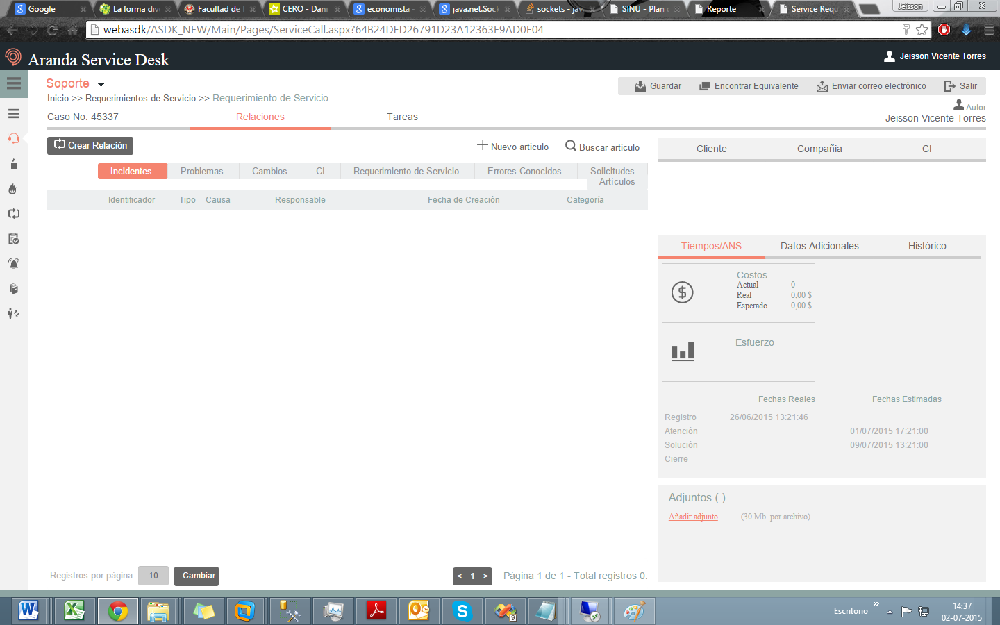 Google
La forma dive
Facultad de I
CERO - Dani
economista -
java.net.Sock
sockets - jav
SINU - Plan
Reporte
Service Requ
Jeisson
webasdk/ASDK_NEW/Main/Pages/ServiceCall.aspx?64B24DED26791D23A12363E9AD0E04
Aranda Service Desk
Jeisson Vicente Torres
Soporte
Guardar
Encontrar Equivalente
Enviar correo electrónico
Salir
Inicio >> Requerimientos de Servicio >> Requerimiento de Servicio
Autor
Jeisson Vicente Torres
Caso No. 45337
Relaciones
Tareas
Crear Relación
Nuevo articulo
Buscar articulo
Incidentes
Problemas
Cambios
CI
Requerimiento de Servicio
Errores Conocidos
Solicitudes
Artículos
Identificador
Tipo
Causa
Responsable
Fecha de Creación
Categoría
Cliente
Compañia
CI
Tiempos/ANS
Datos Adicionales
Histórico
Costos
Actual 0
Real 0,00 $
Esperado 0,00 $
Esfuerzo
Fechas Reales
Fechas Estimadas
Registro 26/06/2015 13:21:46
Atención 01/07/2015 17:21:00
Solución 09/07/2015 13:21:00
Cierre
Adjuntos ( )
Añadir adjunto (30 Mb. por archivo)
Registros por página 10 Cambiar
< 1 >
Página 1 de 1 - Total registros 0.
9
Escritorio
14:37
02-07-2015